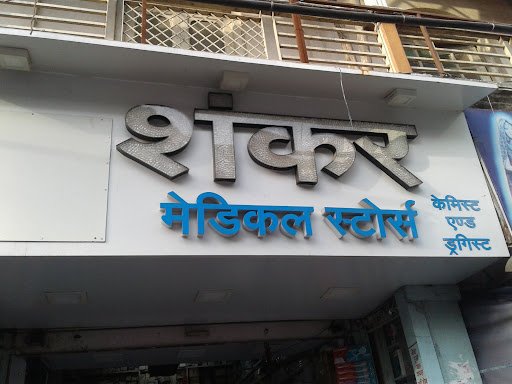 शंकर
मेडिकल स्टोर्स
केमिस्ट
एण्ड
ड्रगिस्ट